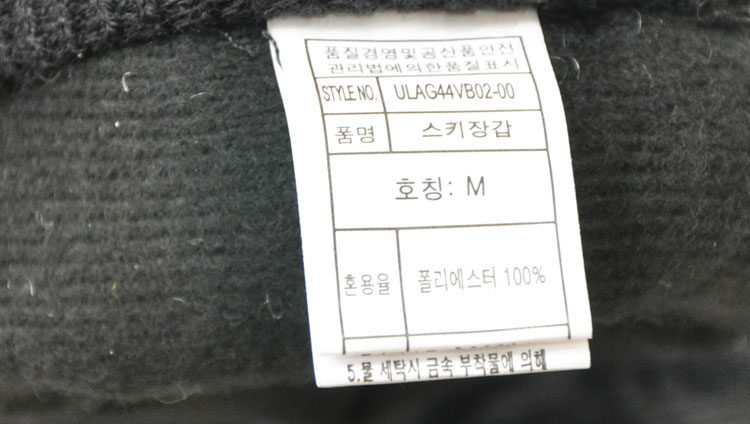 품질경영및공산품안전
관리법에의한품질표시
STYLE NO. ULAG44VB02-00
품명 스키장갑
호칭: M
혼용율 폴리에스터 100%
5.물 세탁시 금속 부착물에 의해